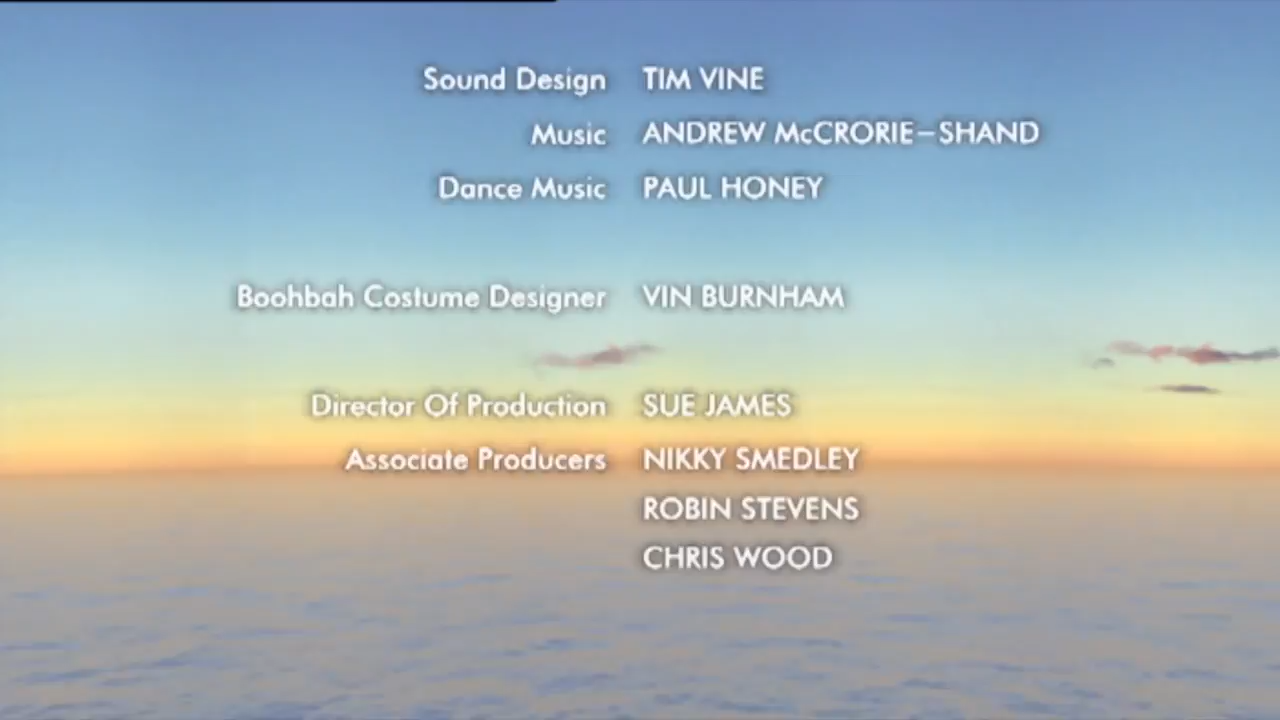 Sound Design TIM VINE
Music ANDREW McCRORIE–SHAND
Dance Music PAUL HONEY
Boohbah Costume Designer VIN BURNHAM
Director Of Production SUE JAMES
Associate Producers NIKKY SMEDLEY
ROBIN STEVENS
CHRIS WOOD